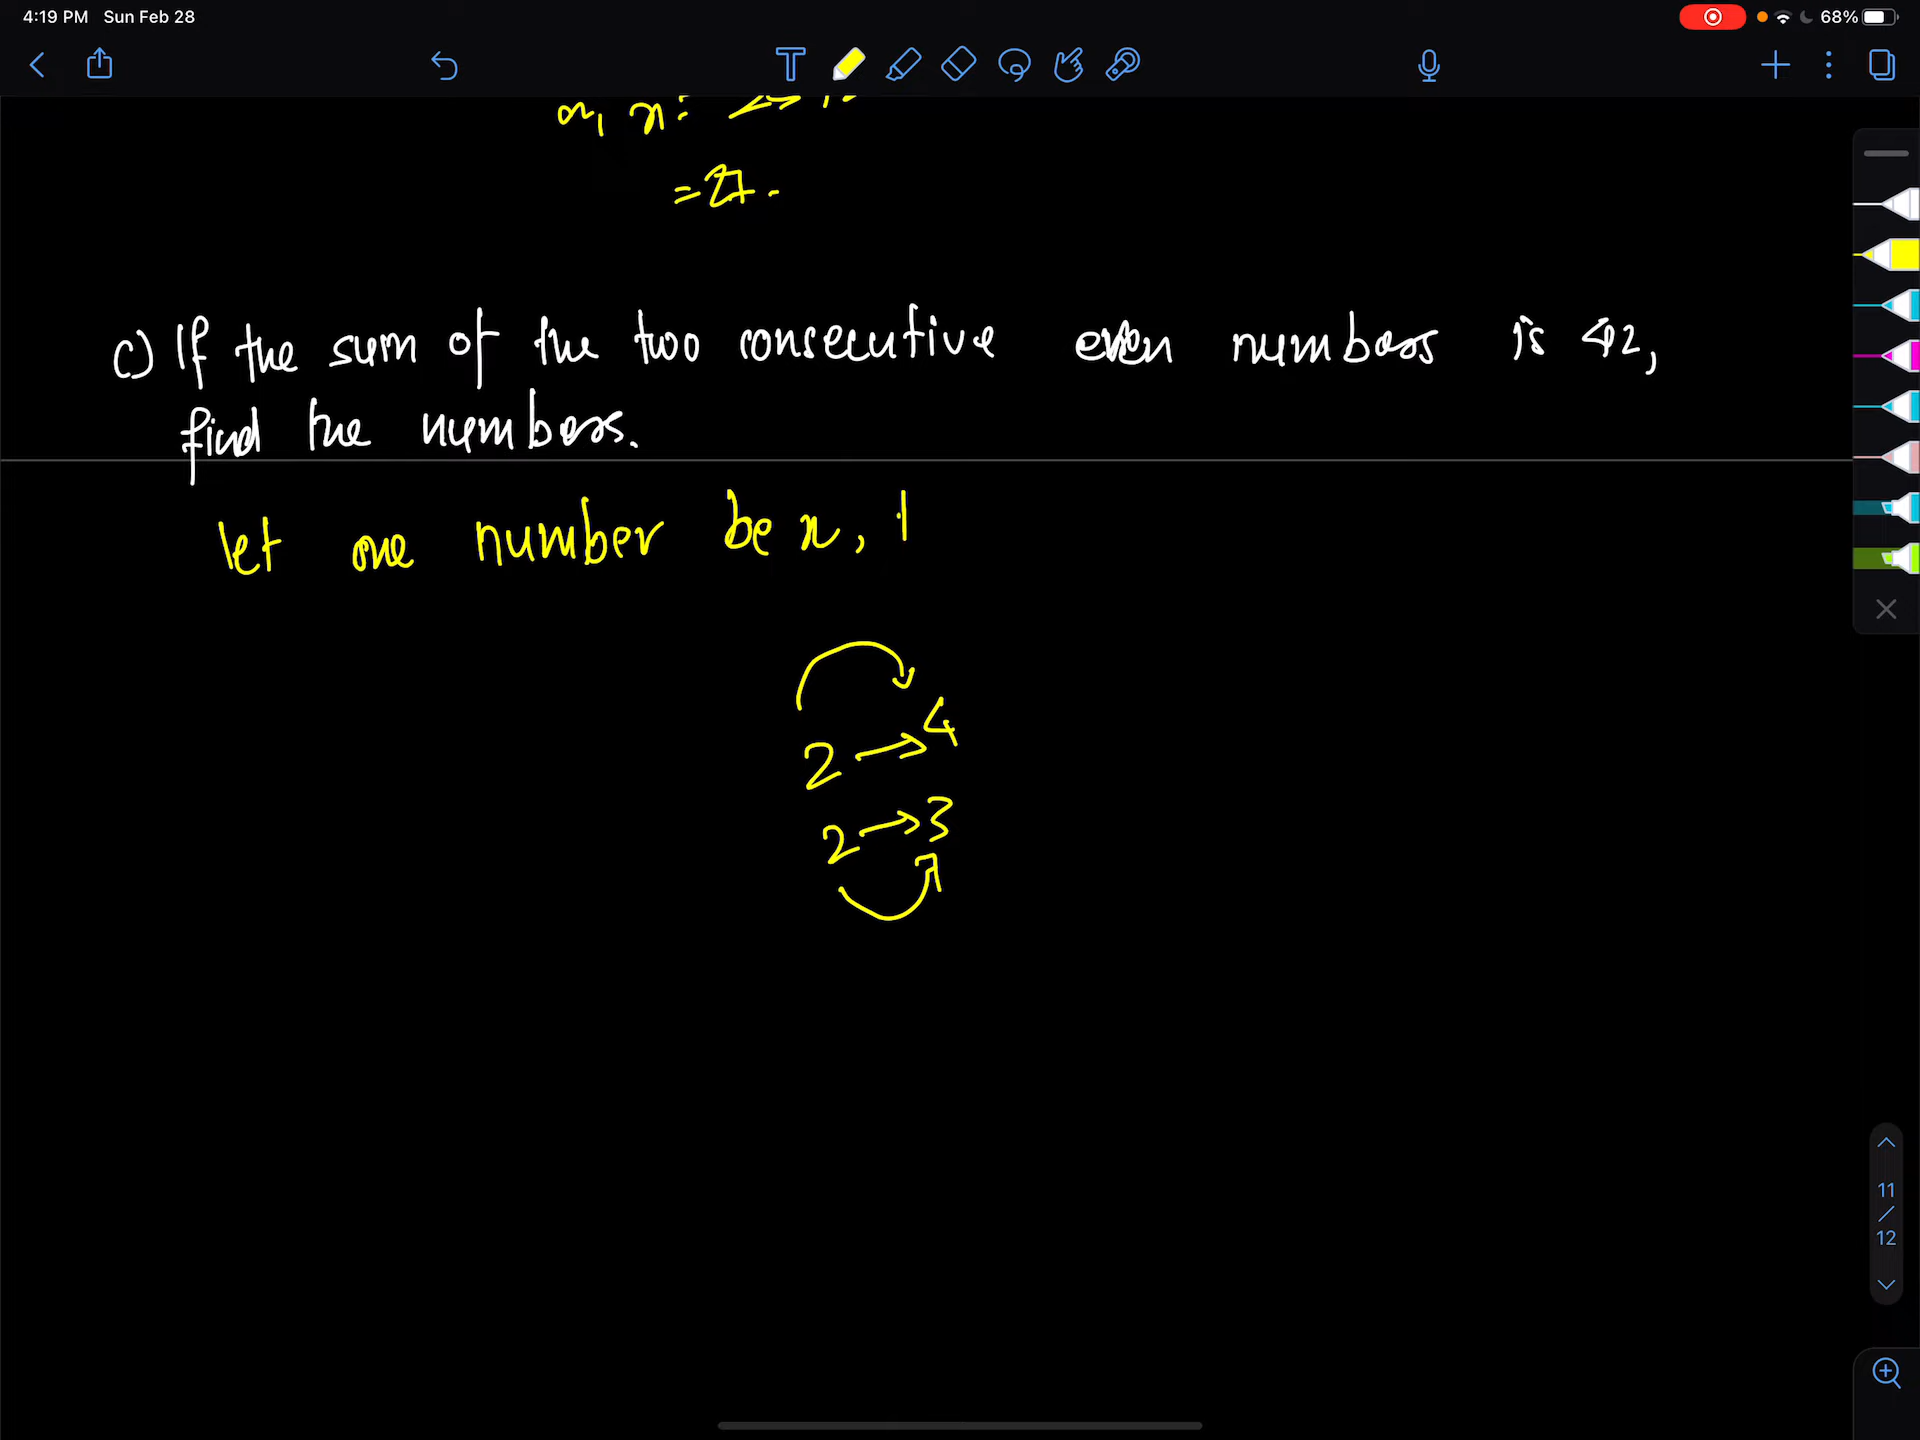 4:19 PM Sun Feb 28
68%
= 27.
c) If the sum of the two consecutive even numbers is 42,
find the numbers.
let one number be x,
2 → 4
2 → 3
11
/
12